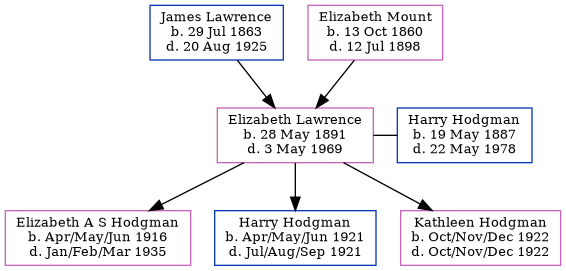 James Lawrence
b. 29 Jul 1863
d. 20 Aug 1925
Elizabeth Mount
b. 13 Oct 1860
d. 12 Jul 1898
Elizabeth Lawrence
b. 28 May 1891
d. 3 May 1969
Harry Hodgman
b. 19 May 1887
d. 22 May 1978
Elizabeth A S Hodgman
b. Apr/May/Jun 1916
d. Jan/Feb/Mar 1935
Harry Hodgman
b. Apr/May/Jun 1921
d. Jul/Aug/Sep 1921
Kathleen Hodgman
b. Oct/Nov/Dec 1922
d. Oct/Nov/Dec 1922